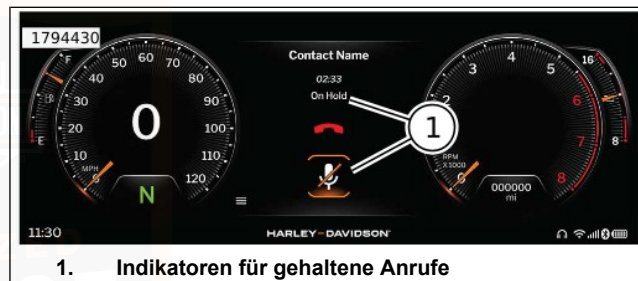 1794430
F
E
0
10
20
30
40
50
60
70
80
90
100
110
120
MPH
0
N
Contact Name
02:33
On Hold
1
0
2
3
4
5
6
7
8
RPM
X1000
000000
mi
16
8
11:30
HARLEY-DAVIDSON
1. Indikatoren für gehaltene Anrufe